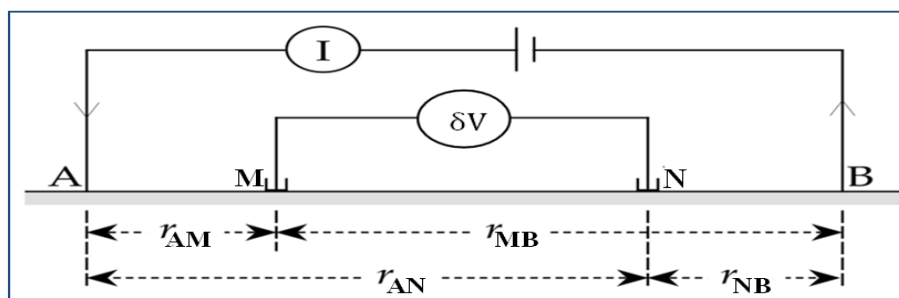 I
δV
A M N B
rAM rMB
rAN rNB